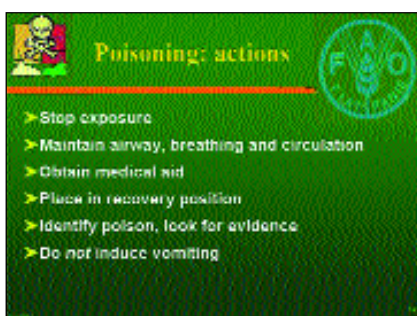 Poisoning: actions
FAO
➤Stop exposure
➤Maintain airway, breathing and circulation
➤Obtain medical aid
➤Place in recovery position
➤Identify poison, look for evidence
➤Do not induce vomiting